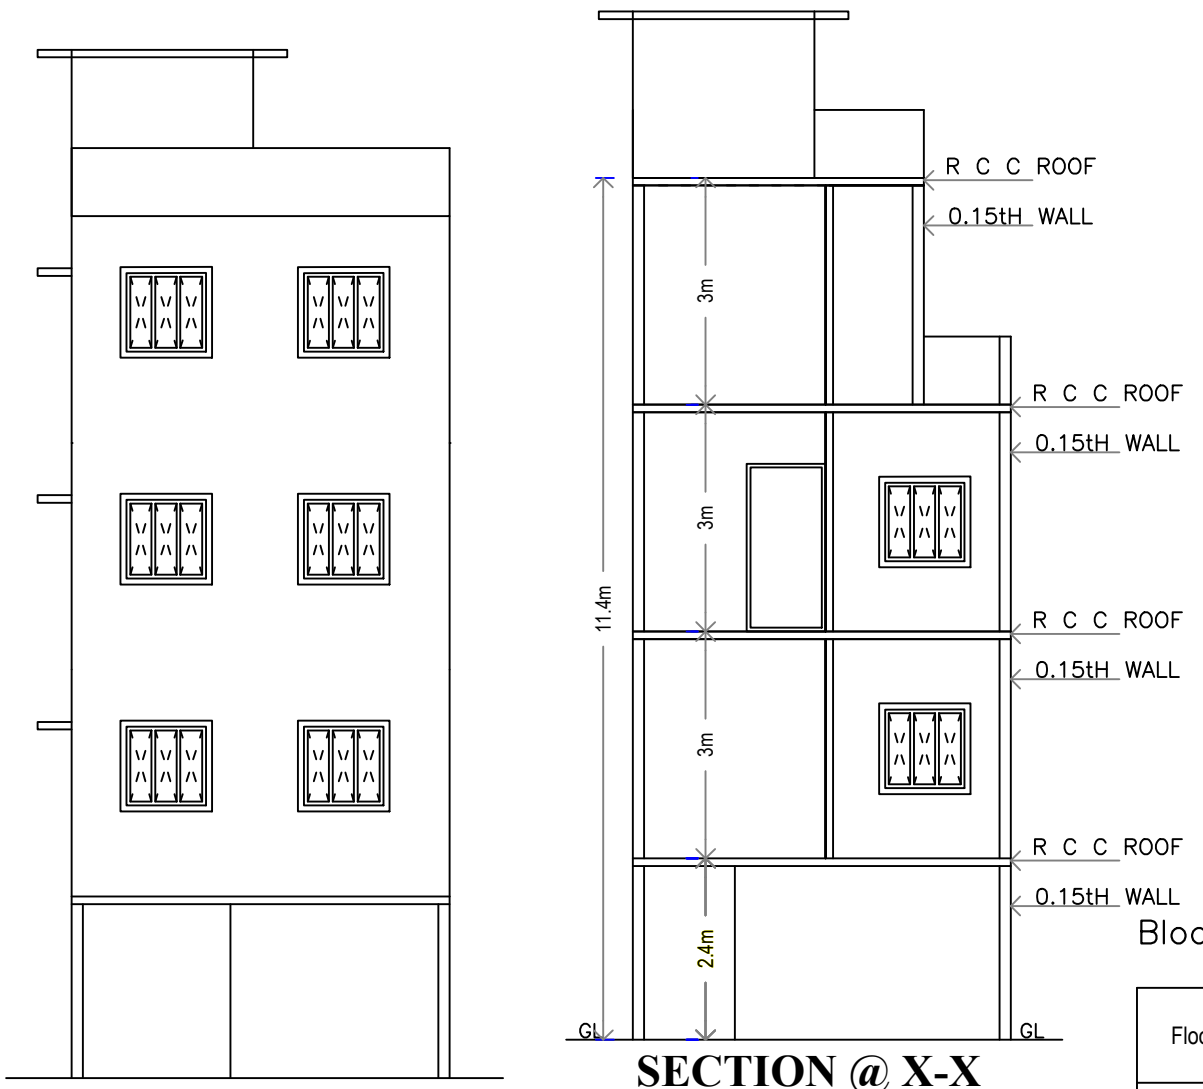 R C C ROOF
0.15tH WALL
3m
R C C ROOF
0.15tH WALL
3m
11.4m
R C C ROOF
0.15tH WALL
3m
R C C ROOF
0.15tH WALL
2.4m
GL
GL
SECTION @ X-X